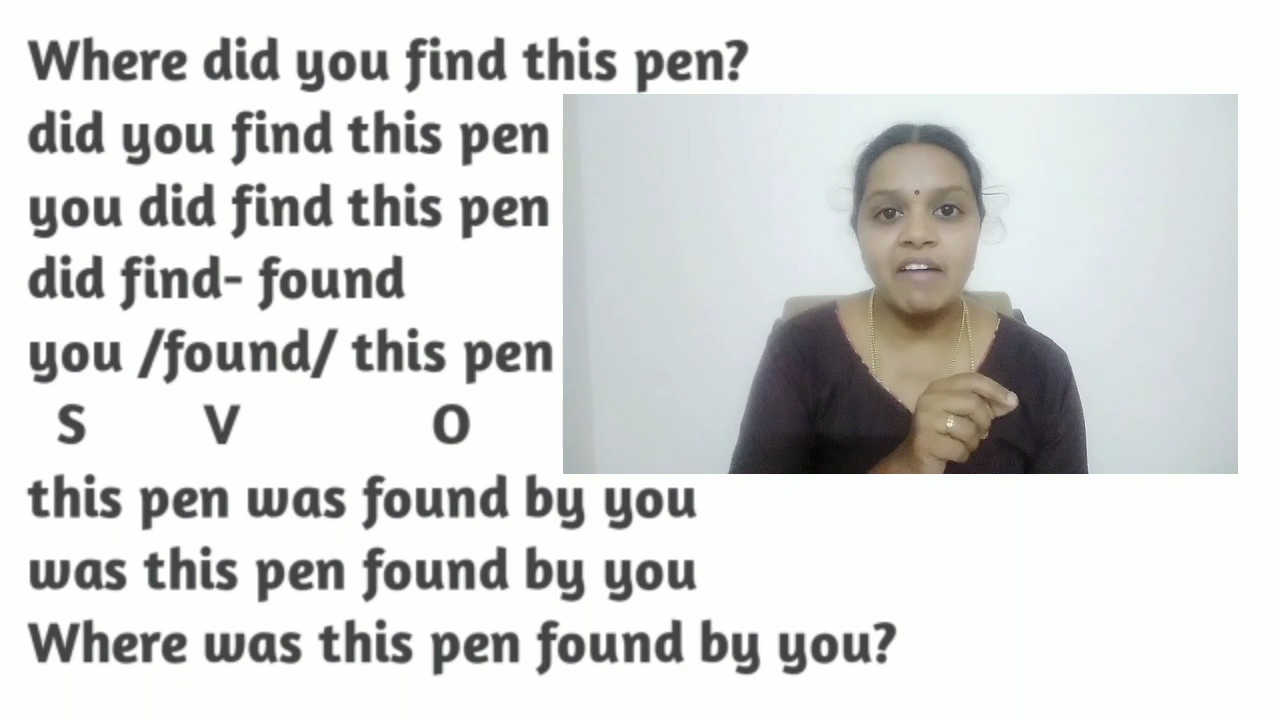 Where did you find this pen?
did you find this pen
you did find this pen
did find- found
you /found/ this pen
S V O
this pen was found by you
was this pen found by you
Where was this pen found by you?